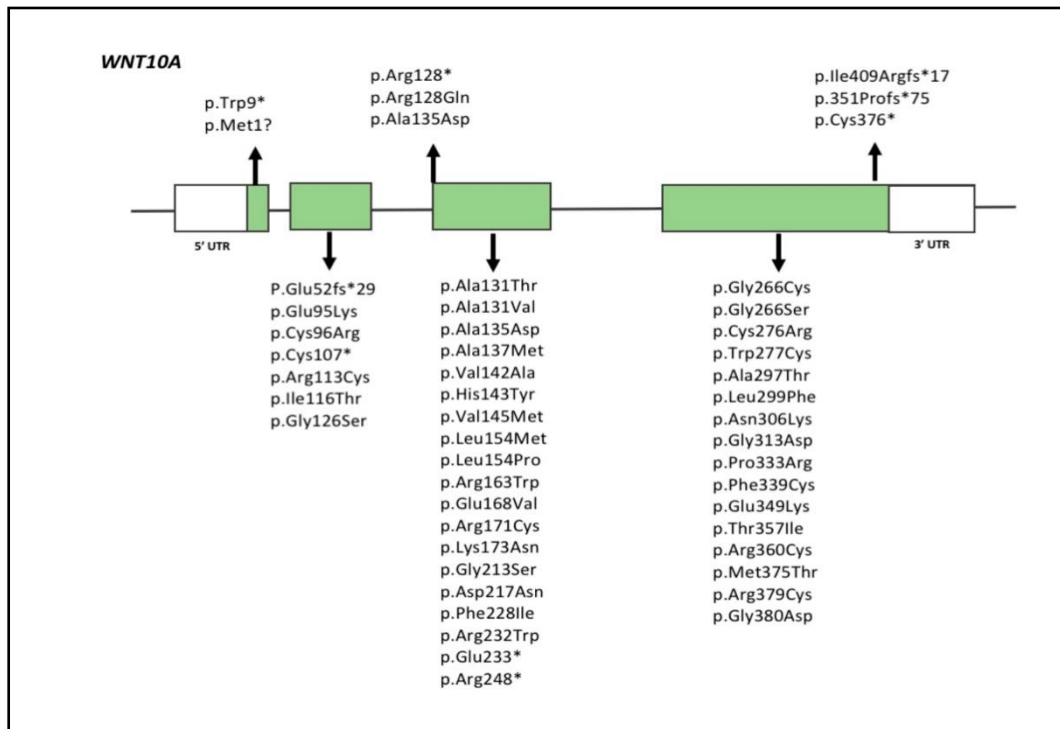 WNT10A
p.Trp9*
p.Met1?
p.Arg128*
p.Arg128Gln
p.Ala135Asp
p.Ile409Argfs*17
p.351Profs*75
p.Cys376*
5' UTR
3' UTR
P.Glu52fs*29
p.Glu95Lys
p.Cys96Arg
p.Cys107*
p.Arg113Cys
p.Ile116Thr
p.Gly126Ser
p.Ala131Thr
p.Ala131Val
p.Ala135Asp
p.Ala137Met
p.Val142Ala
p.His143Tyr
p.Val145Met
p.Leu154Met
p.Leu154Pro
p.Arg163Trp
p.Glu168Val
p.Arg171Cys
p.Lys173Asn
p.Gly213Ser
p.Asp217Asn
p.Phe228Ile
p.Arg232Trp
p.Glu233*
p.Arg248*
p.Gly266Cys
p.Gly266Ser
p.Cys276Arg
p.Trp277Cys
p.Ala297Thr
p.Leu299Phe
p.Asn306Lys
p.Gly313Asp
p.Pro333Arg
p.Phe339Cys
p.Glu349Lys
p.Thr357Ile
p.Arg360Cys
p.Met375Thr
p.Arg379Cys
p.Gly380Asp